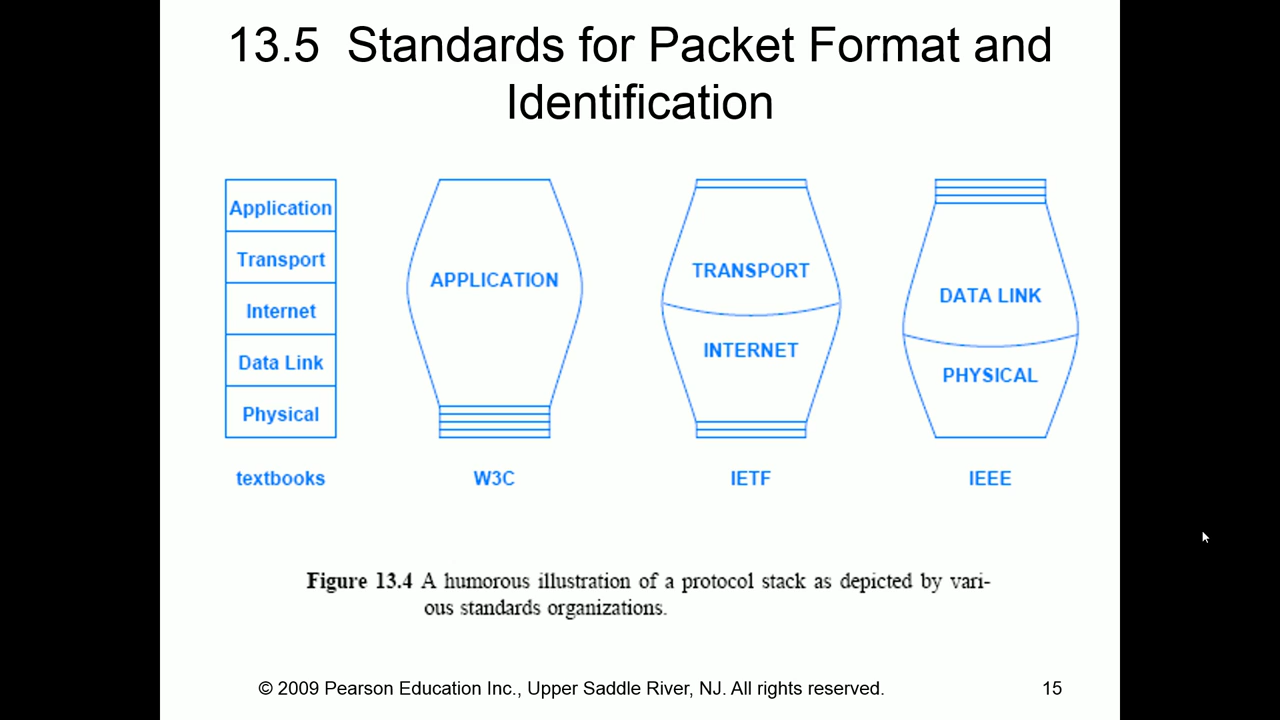 13.5 Standards for Packet Format and
Identification
Application
Transport
Internet
Data Link
Physical
textbooks
APPLICATION
W3C
TRANSPORT
INTERNET
IETF
DATA LINK
PHYSICAL
IEEE
Figure 13.4 A humorous illustration of a protocol stack as depicted by vari-
ous standards organizations.
© 2009 Pearson Education Inc., Upper Saddle River, NJ. All rights reserved.
15